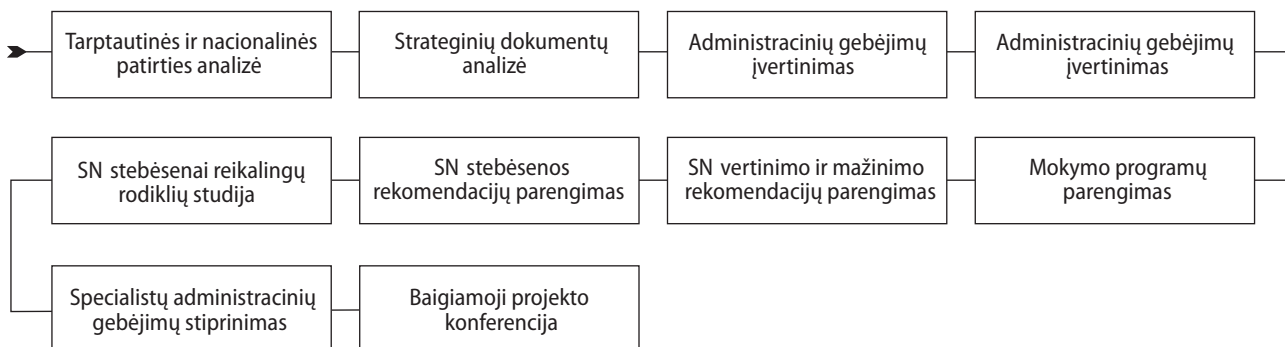 Tarptautinės ir nacionalinės
patirties analizė
Strateginių dokumentų
analizė
Administracinių gebėjimų
įvertinimas
Administracinių gebėjimų
įvertinimas
SN stebėsenai reikalingų
rodiklių studija
SN stebėsenos
rekomendacijų parengimas
SN vertinimo ir mažinimo
rekomendacijų parengimas
Mokymo programų
parengimas
Specialistų administracinių
gebėjimų stiprinimas
Baigiamoji projekto
konferencija